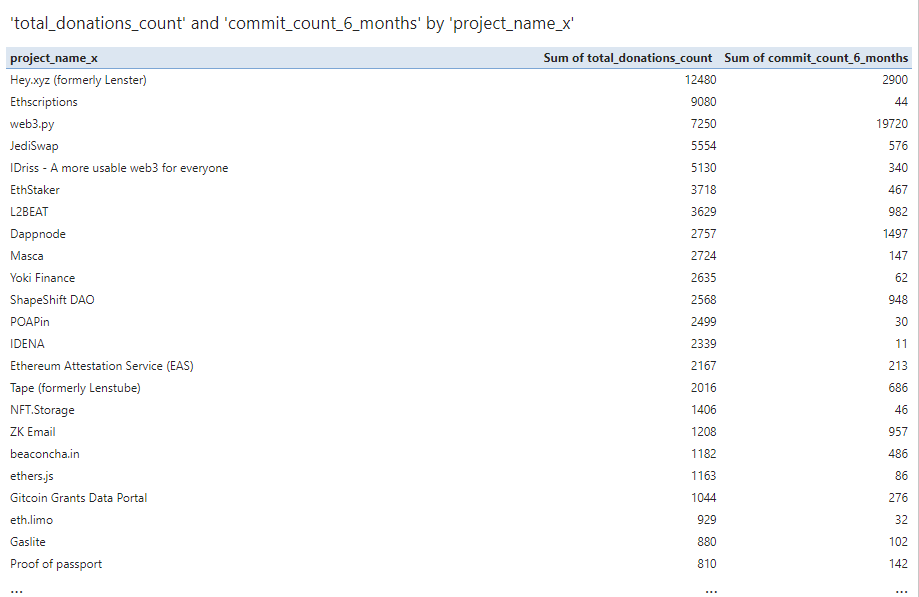 'total_donations_count' and 'commit_count_6_months' by 'project_name_x'
project_name_x Sum of total_donations_count Sum of commit_count_6_months
Hey.xyz (formerly Lenster) 12480 2900
Ethscriptions 9080 44
web3.py 7250 19720
JediSwap 5554 576
IDriss - A more usable web3 for everyone 5130 340
EthStaker 3718 467
L2BEAT 3629 982
Dappnode 2757 1497
Masca 2724 147
Yoki Finance 2635 62
ShapeShift DAO 2568 948
POAPin 2499 30
IDENA 2339 11
Ethereum Attestation Service (EAS) 2167 213
Tape (formerly Lenstube) 2016 686
NFT.Storage 1406 46
ZK Email 1208 957
beaconcha.in 1182 486
ethers.js 1163 86
Gitcoin Grants Data Portal 1044 276
eth.limo 929 32
Gaslite 880 102
Proof of passport 810 142
... ... ...